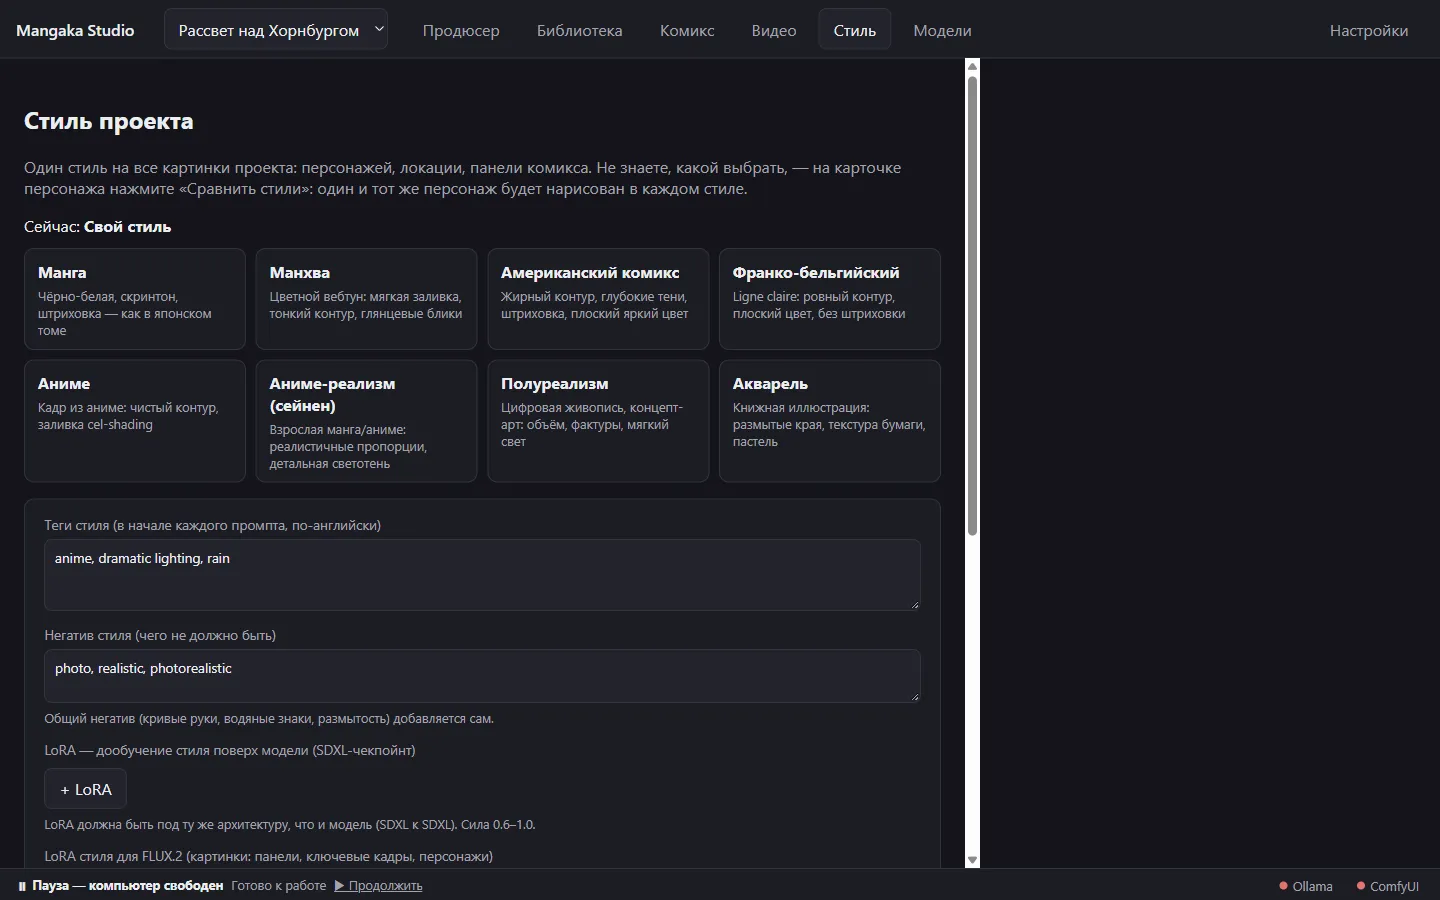 Mangaka Studio
Рассвет над Хорнбургом
Продюсер
Библиотека
Комикс
Видео
Стиль
Модели
Настройки
Стиль проекта
Один стиль на все картинки проекта: персонажей, локации, панели комикса. Не знаете, какой выбрать, — на карточке
персонажа нажмите «Сравнить стили»: один и тот же персонаж будет нарисован в каждом стиле.
Сейчас: Свой стиль
Манга
Чёрно-белая, скринтон,
штриховка — как в японском
томе
Манхва
Цветной вебтун: мягкая заливка,
тонкий контур, глянцевые блики
Американский комикс
Жирный контур, глубокие тени,
штриховка, плоский яркий цвет
Франко-бельгийский
Ligne claire: ровный контур,
плоский цвет, без штриховки
Аниме
Кадр из аниме: чистый контур,
заливка cel-shading
Аниме-реализм
(сейнен)
Взрослая манга/аниме:
реалистичные пропорции,
детальная светотень
Полуреализм
Цифровая живопись, концепт-
арт: объём, фактуры, мягкий
свет
Акварель
Книжная иллюстрация:
размытые края, текстура бумаги,
пастель
Теги стиля (в начале каждого промпта, по-английски)
anime, dramatic lighting, rain
Негатив стиля (чего не должно быть)
photo, realistic, photorealistic
Общий негатив (кривые руки, водяные знаки, размытость) добавляется сам.
LoRA — дообучение стиля поверх модели (SDXL-чекпойнт)
+ LoRA
LoRA должна быть под ту же архитектуру, что и модель (SDXL к SDXL). Сила 0.6–1.0.
LoRA стиля для FLUX.2 (картинки: панели, ключевые кадры, персонажи)
⏸ Пауза — компьютер свободен Готово к работе ▶ Продолжить
Ollama
ComfyUI